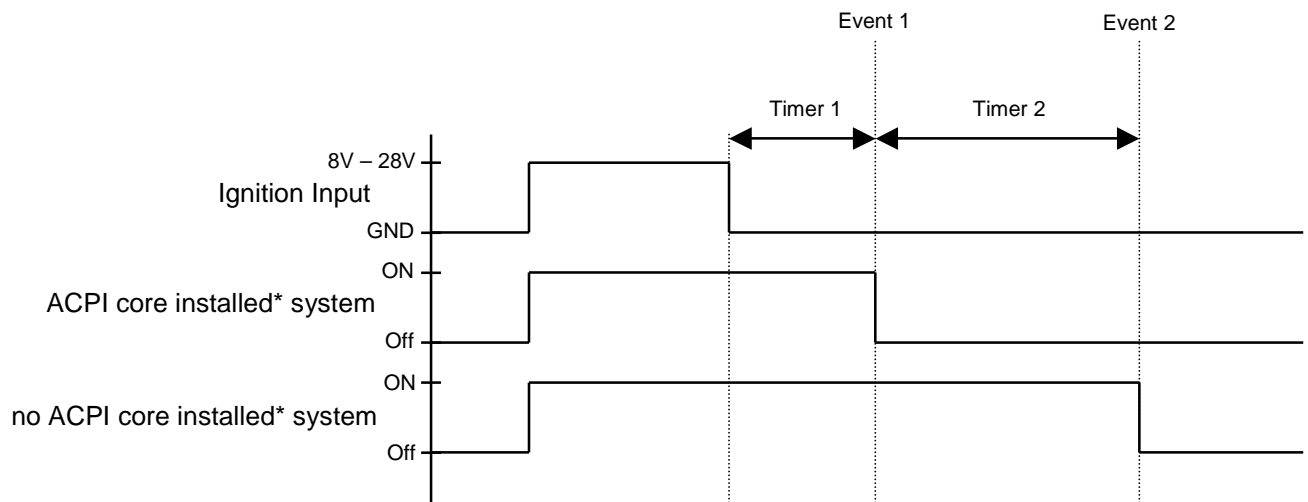 Event 1
Event 2
Timer 1
Timer 2
8V – 28V
Ignition Input
GND
ON
ACPI core installed* system
Off
ON
no ACPI core installed* system
Off